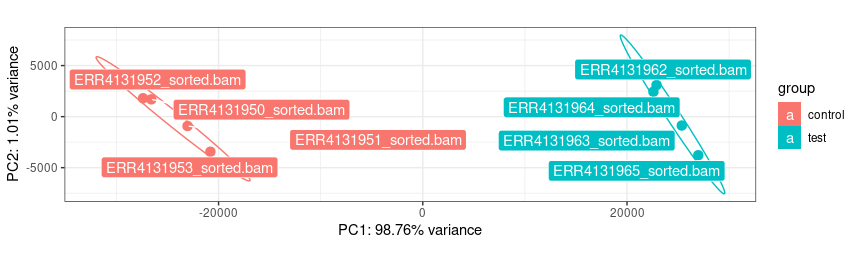 PC2: 1.01% variance
5000
0
-5000
ERR4131952_sorted.bam
ERR4131950_sorted.bam
ERR4131951_sorted.bam
ERR4131953_sorted.bam
ERR4131962_sorted.bam
ERR4131964_sorted.bam
ERR4131963_sorted.bam
ERR4131965_sorted.bam
-20000
0
20000
PC1: 98.76% variance
group
a control
a test